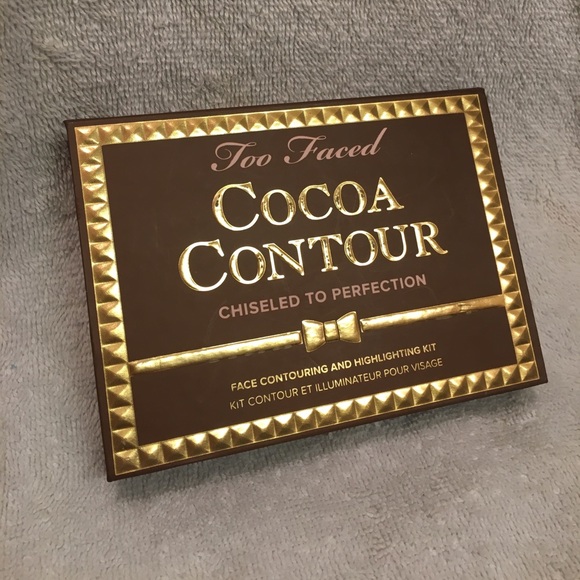 Too Faced
COCOA
CONTOUR
CHISELED TO PERFECTION
FACE CONTOURING AND HIGHLIGHTING KIT
KIT CONTOUR ET ILLUMINATEUR POUR VISAGE